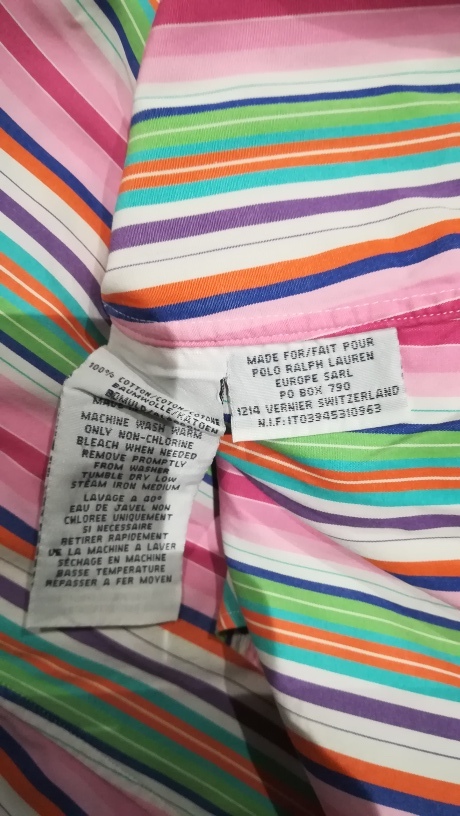 MADE FOR/FAIT POUR
POLO RALPH LAUREN
EUROPE SARL
PO BOX 790
1214 VERNIER SWITZERLAND
N.I.F:IT03945310963
100% COTTON/COTON/COTONE
BAUMWOLLE/KATOEN
MACHINE WASH WARM
ONLY NON-CHLORINE
BLEACH WHEN NEEDED
REMOVE PROMPTLY
FROM WASHER
TUMBLE DRY LOW
STEAM IRON MEDIUM
LAVAGE A 40°
EAU DE JAVEL NON
CHLOREE UNIQUEMENT
SI NECESSAIRE
RETIRER RAPIDEMENT
DE LA MACHINE A LAVER
SÉCHAGE EN MACHINE
BASSE TEMPERATURE
REPASSER A FER MOYEN